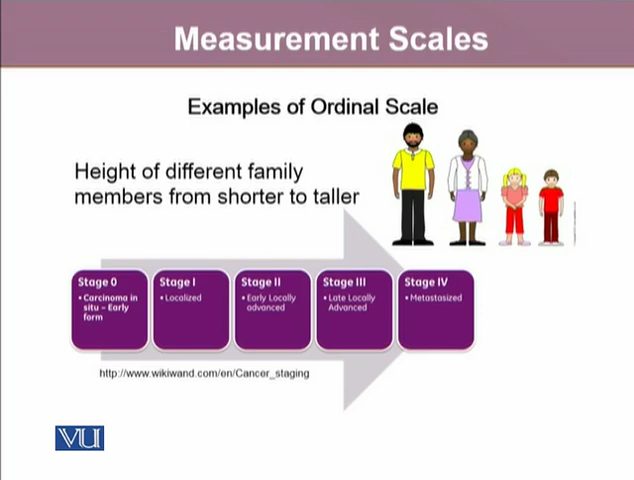 Measurement Scales
Examples of Ordinal Scale
Height of different family
members from shorter to taller
Stage 0
• Carcinoma in
situ – Early
form
Stage I
• Localized
Stage II
• Early Locally
advanced
Stage III
• Late Locally
Advanced
Stage IV
• Metastasized
http://www.wikiwand.com/en/Cancer_staging
VU